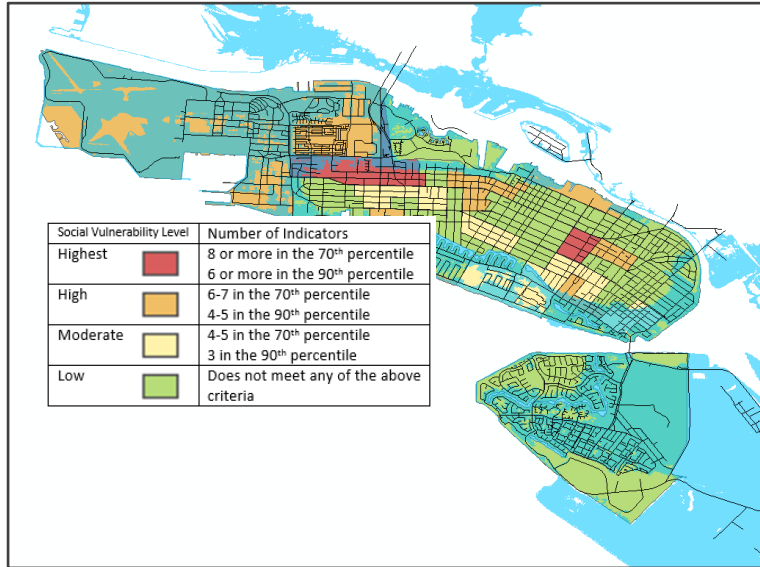 Social Vulnerability Level
Number of Indicators
Highest
8 or more in the 70th percentile
6 or more in the 90th percentile
High
6-7 in the 70th percentile
4-5 in the 90th percentile
Moderate
4-5 in the 70th percentile
3 in the 90th percentile
Low
Does not meet any of the above
criteria